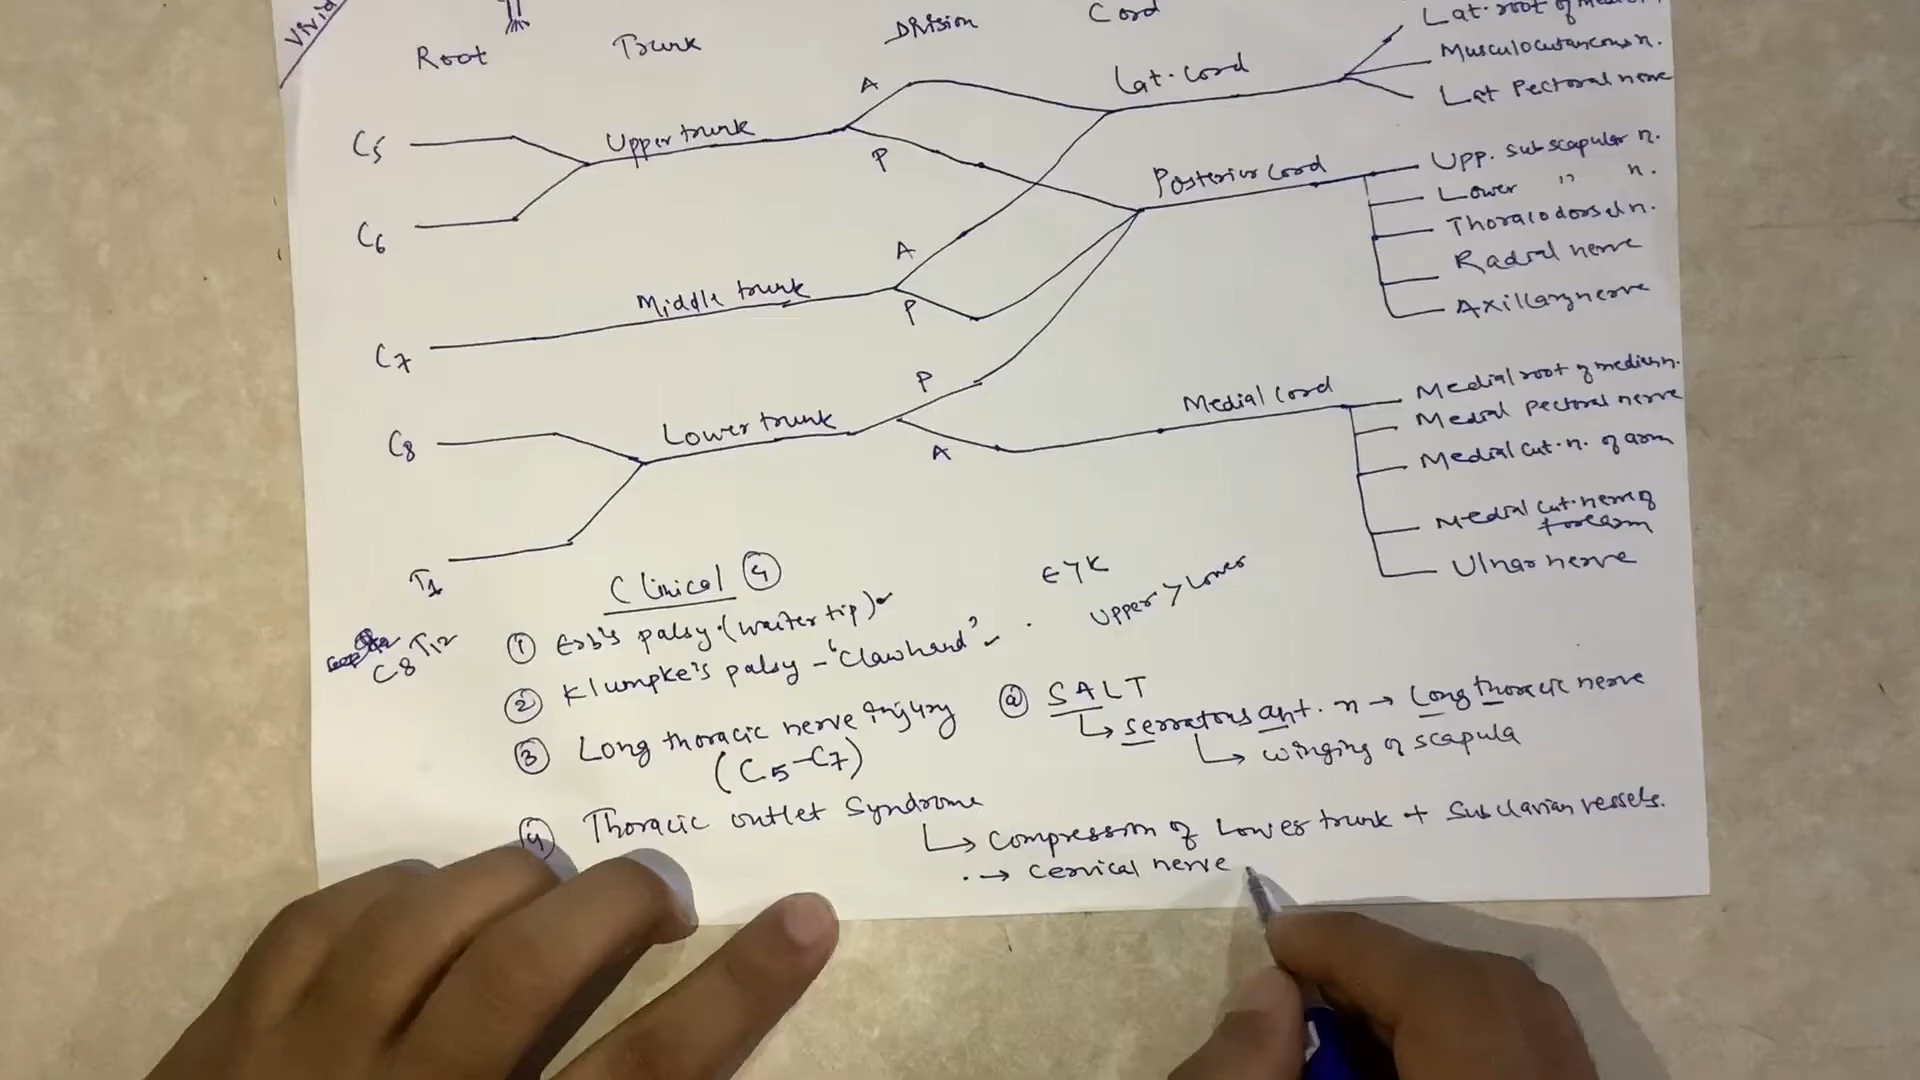 Vivid
Root
Trunk
Division
Cord
C5
C6
C7
C8
T1
Upper trunk
Middle trunk
Lower trunk
A
P
A
P
P
A
Lat. cord
Posterior cord
Medial cord
Lat. root of
Musculocutaneous n.
Lat Pectoral nerve
Upp. subscapular n.
Lower " n.
Thoracodorsal n.
Radial nerve
Axillary nerve
Medial root of median n.
Medial Pectoral nerve
Medial cut. n. of arm
Medial cut. nerve of
forearm
Ulnar nerve
C8 T12
Clinical 4
① Erb's palsy. (waiter tip)
② Klumpke's palsy - "Clawhand"
E > K
Upper > Lower
③ Long thoracic nerve Injury
(C5-C7)
@ SALT
↳ serratous ant. n → Long thoracic nerve
↳ winging of scapula
④ Thoracic outlet Syndrome
↳ Compression of Lower trunk + Subclavian vessels.
. → Cervical nerve